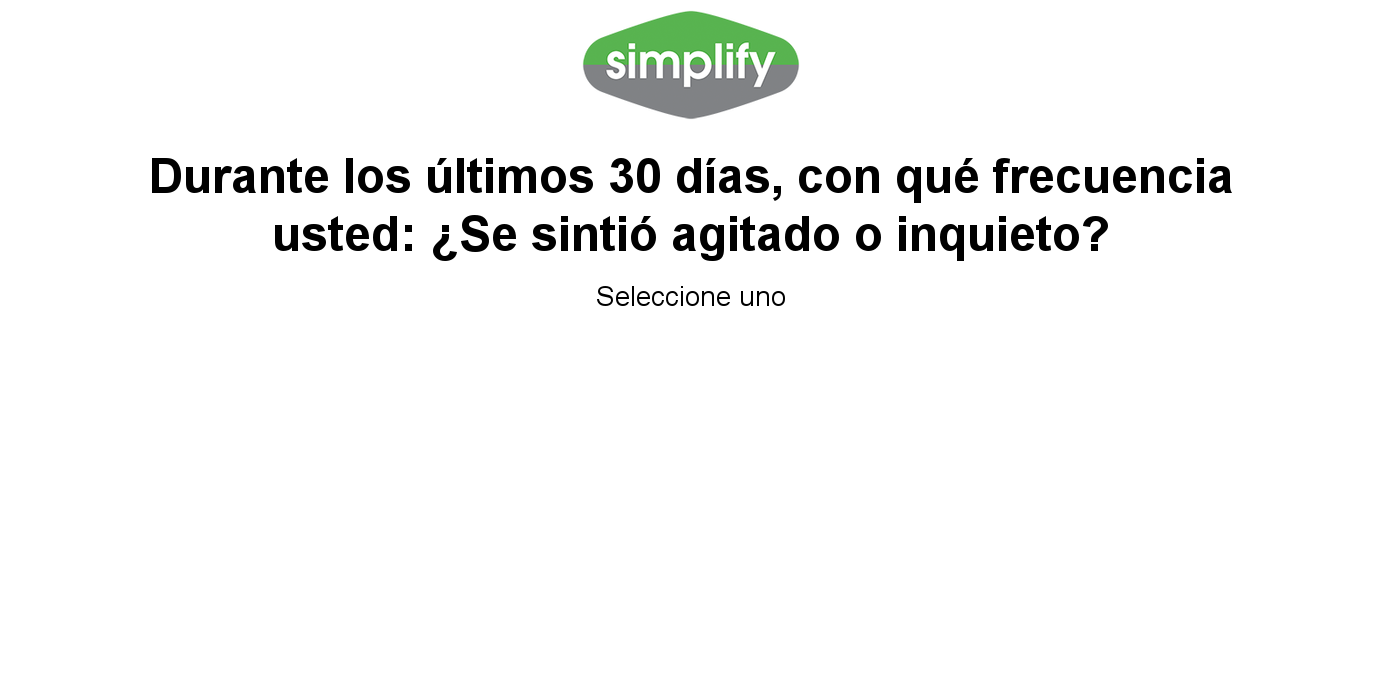 simplify
Durante los últimos 30 días, con qué frecuencia
usted: ¿Se sintió agitado o inquieto?
Seleccione uno